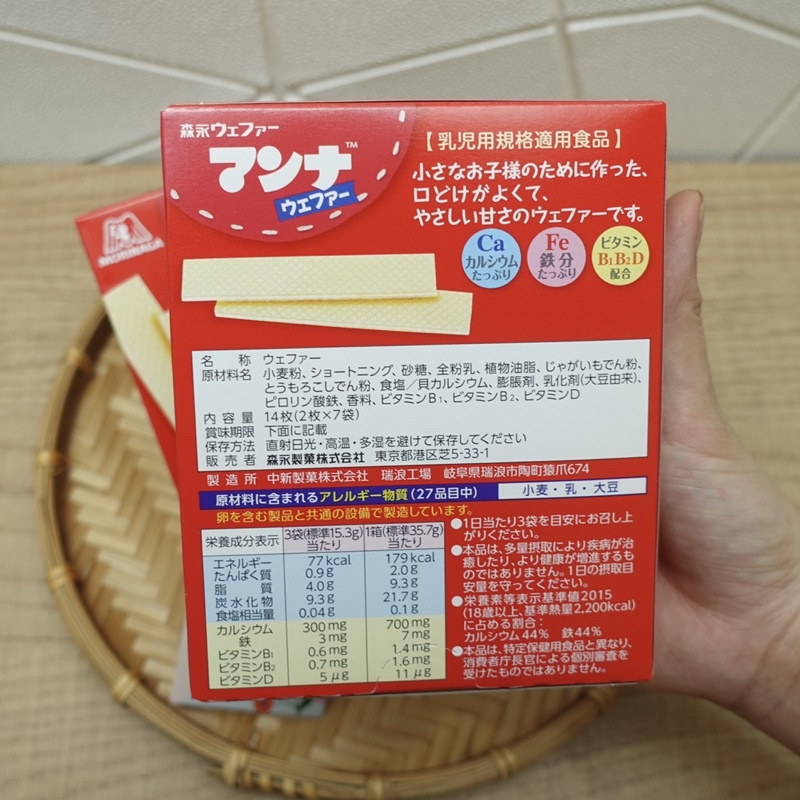 森永ウェファー
マンナ™
ウェファー
【乳児用規格適用食品】
小さなお子様のために作った、
口どけがよくて、
やさしい甘さのウェファーです。
Ca
カルシウム
たっぷり
Fe
鉄分
たっぷり
ビタミン
B1B2D
配合
MORINAGA
名称 ウェファー
原材料名 小麦粉、ショートニング、砂糖、全粉乳、植物油脂、じゃがいもでん粉、
とうもろこしでん粉、食塩／貝カルシウム、膨脹剤、乳化剤(大豆由来)、
ピロリン酸鉄、香料、ビタミンB1、ビタミンB2、ビタミンD
内容量 14枚(2枚×7袋)
賞味期限 下面に記載
保存方法 直射日光・高温・多湿を避けて保存してください
販売者 森永製菓株式会社 東京都港区芝5-33-1
製造所 中新製菓株式会社 瑞浪工場 岐阜県瑞浪市陶町猿爪674
原材料に含まれるアレルギー物質(27品目中) 小麦・乳・大豆
卵を含む製品と共通の設備で製造しています。
栄養成分表示 3袋(標準15.3g)当たり 1箱(標準35.7g)当たり
エネルギー 77kcal 179kcal
たんぱく質 0.9g 2.0g
脂質 4.0g 9.3g
炭水化物 9.3g 21.7g
食塩相当量 0.04g 0.1g
カルシウム 300mg 700mg
鉄 3mg 7mg
ビタミンB1 0.6mg 1.4mg
ビタミンB2 0.7mg 1.6mg
ビタミンD 5μg 11μg
●1日当たり3袋を目安にお召し上
がりください。
●本品は、多量摂取により疾病が治
癒したり、より健康が増進するも
のではありません。1日の摂取目
安量を守ってください。
●栄養素等表示基準値2015
(18歳以上、基準熱量2,200kcal)
に占める割合：
カルシウム44% 鉄44%
●本品は、特定保健用食品と異なり、
消費者庁長官による個別審査を
受けたものではありません。